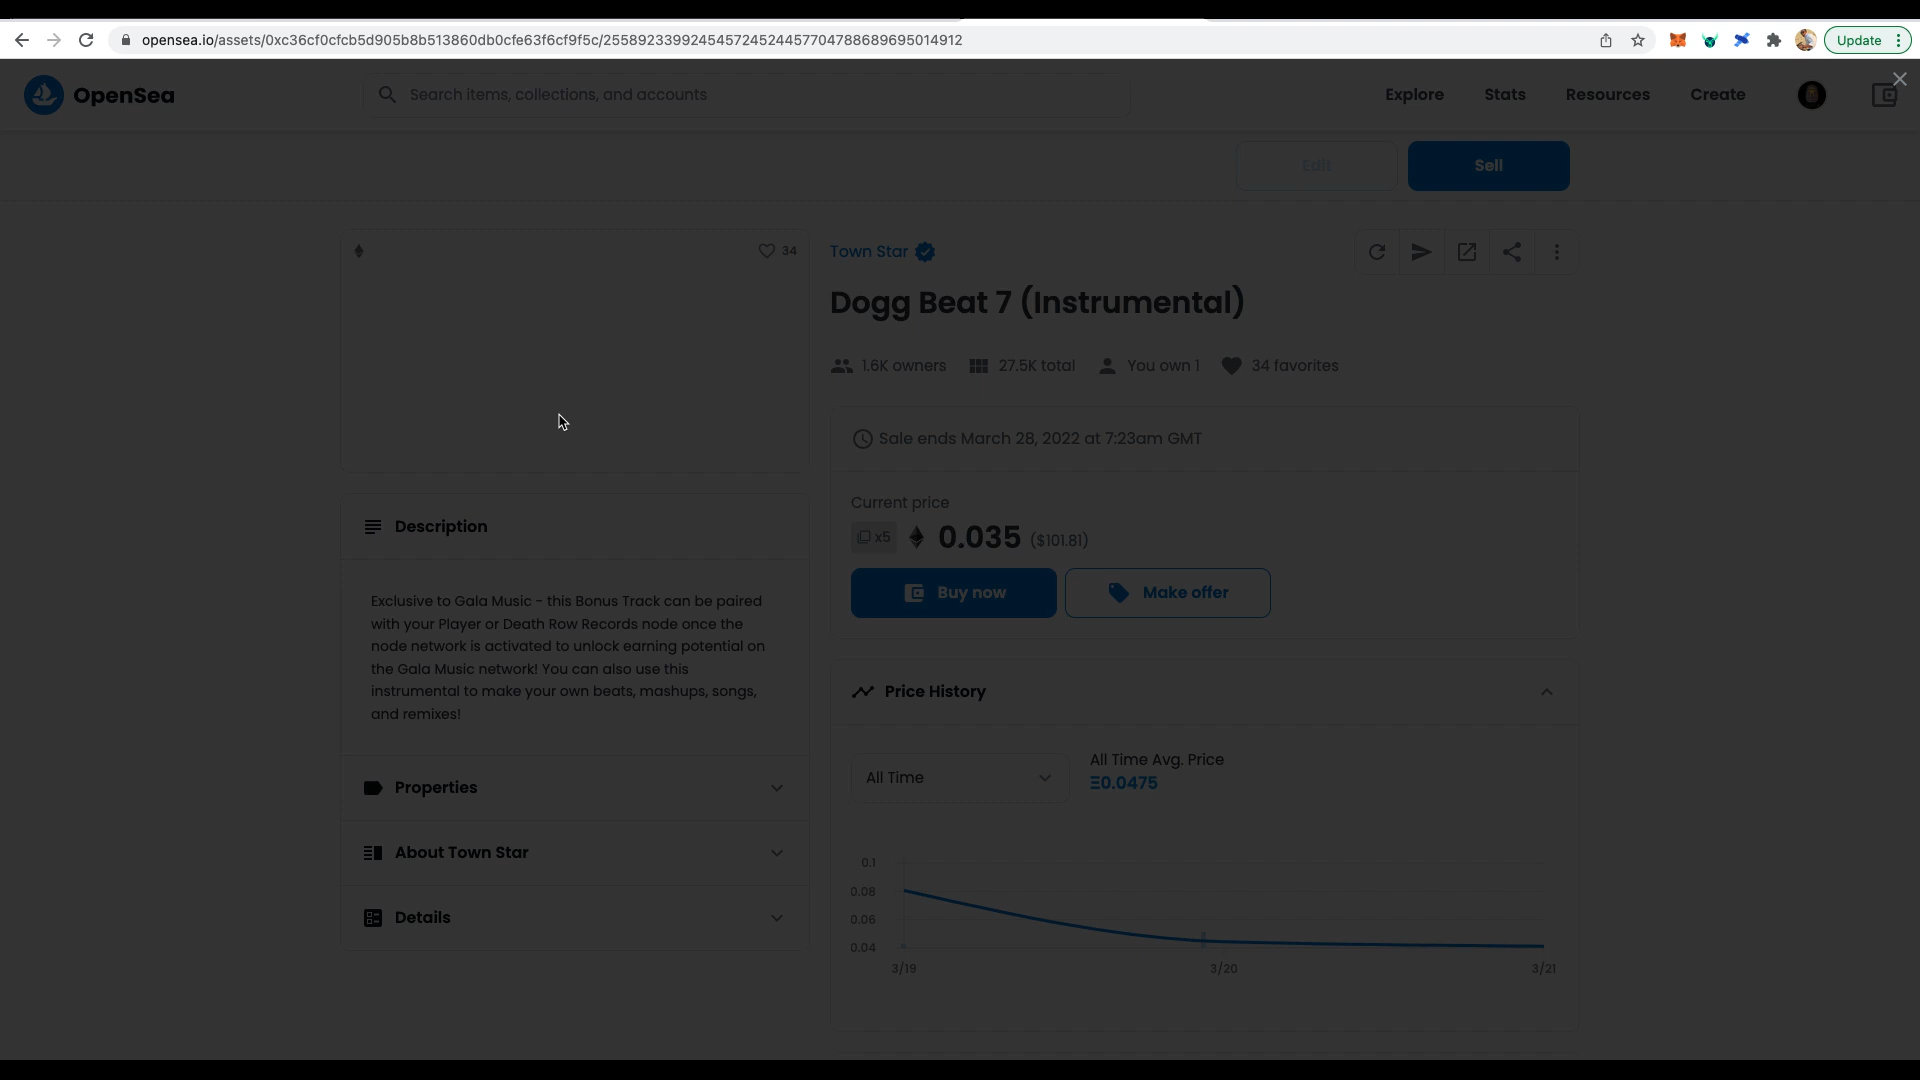 opensea.io/assets/0xc36cf0cfcb5d905b8b513860db0cfe63f6cf9f5c/25589233992454572452445770478868969501​4912
Update
OpenSea
Search items, collections, and accounts
Explore
Stats
Resources
Create
Edit
Sell
34
Town Star
Dogg Beat 7 (Instrumental)
1.6K owners
27.5K total
You own 1
34 favorites
Sale ends March 28, 2022 at 7:23am GMT
Current price
x5
0.035 ($101.81)
Buy now
Make offer
Description
Exclusive to Gala Music - this Bonus Track can be paired
with your Player or Death Row Records node once the
node network is activated to unlock earning potential on
the Gala Music network! You can also use this
instrumental to make your own beats, mashups, songs,
and remixes!
Properties
About Town Star
Details
Price History
All Time
All Time Avg. Price
Ξ0.0475
0.1
0.08
0.06
0.04
3/19
3/20
3/21